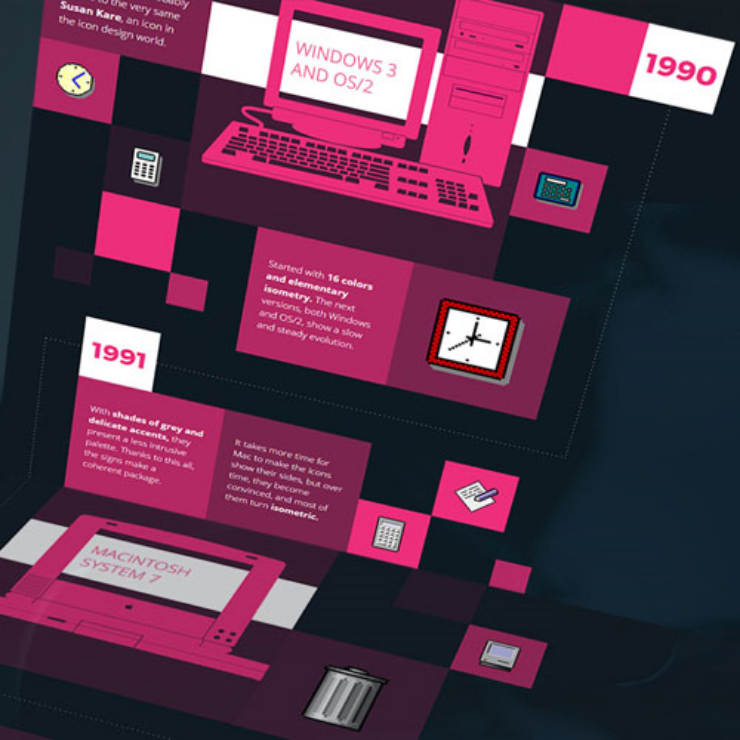 to the very same
Susan Kare, an icon in
the icon design world.
WINDOWS 3
AND OS/2
1990
Started with 16 colors
and elementary
isometry. The next
versions, both Windows
and OS/2, show a slow
and steady evolution.
1991
With shades of grey and
delicate accents, they
present a less intrusive
palette. Thanks to this all,
the signs make a
coherent package.
It takes more time for
Mac to make the icons
show their sides, but over
time, they become
convinced, and most of
them turn isometric.
MACINTOSH
SYSTEM 7